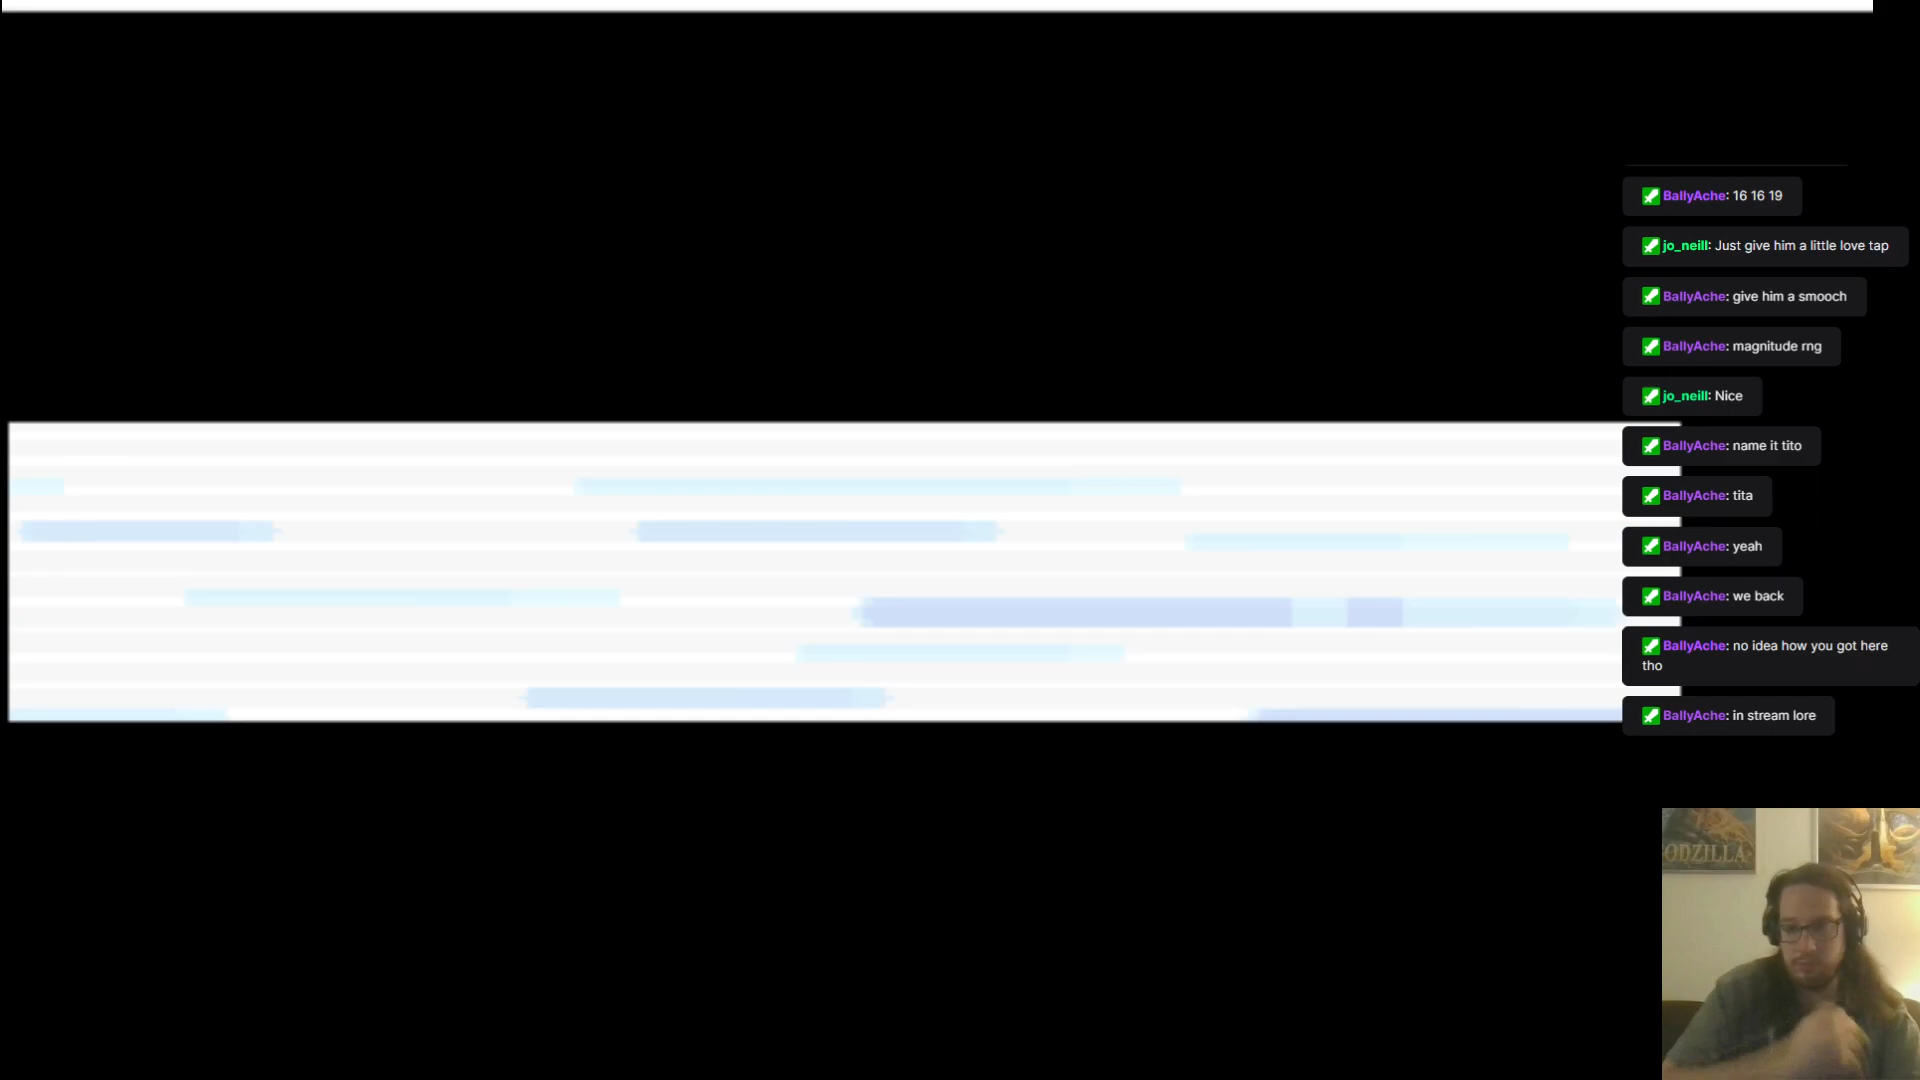 BallyAche: 16 16 19
jo_neill: Just give him a little love tap
BallyAche: give him a smooch
BallyAche: magnitude rng
jo_neill: Nice
BallyAche: name it tito
BallyAche: tita
BallyAche: yeah
BallyAche: we back
BallyAche: no idea how you got here
tho
BallyAche: in stream lore
ODZILLA